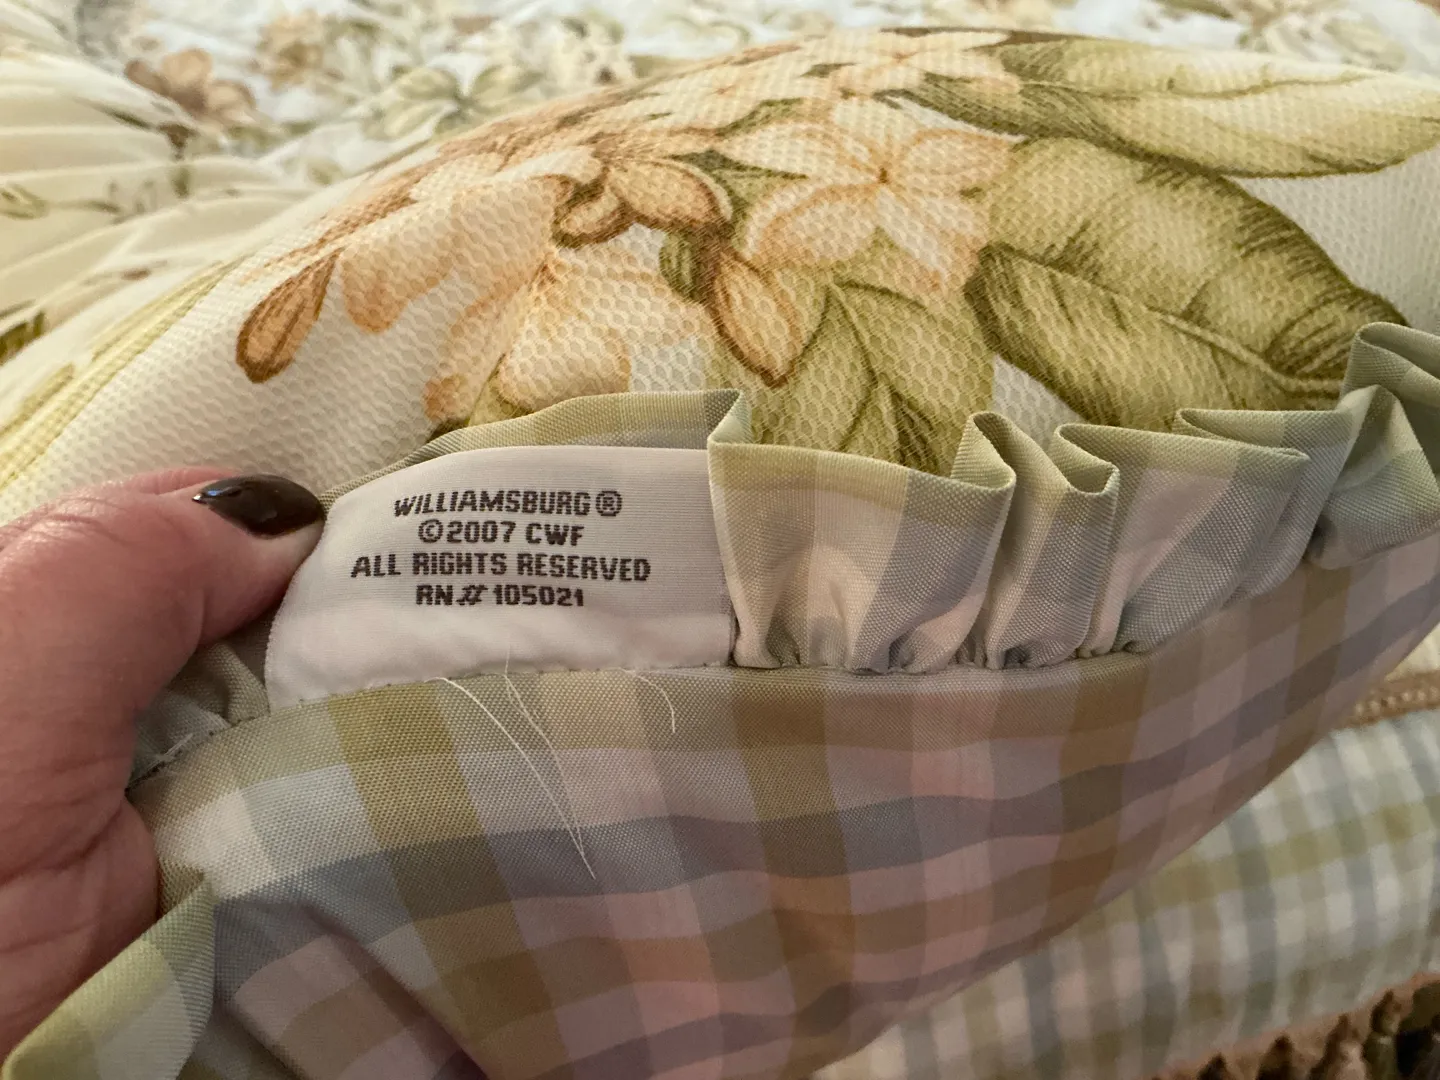 WILLIAMSBURG®
©2007 CWF
ALL RIGHTS RESERVED
RN# 105021